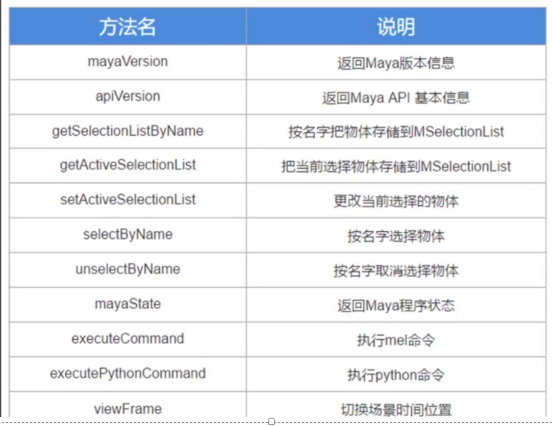 方法名 说明
mayaVersion 返回Maya版本信息
apiVersion 返回Maya API 基本信息
getSelectionListByName 按名字把物体存储到MSelectionList
getActiveSelectionList 把当前选择物体存储到MSelectionList
setActiveSelectionList 更改当前选择的物体
selectByName 按名字选择物体
unselectByName 按名字取消选择物体
mayaState 返回Maya程序状态
executeCommand 执行mel命令
executePythonCommand 执行python命令
viewFrame 切换场景时间位置